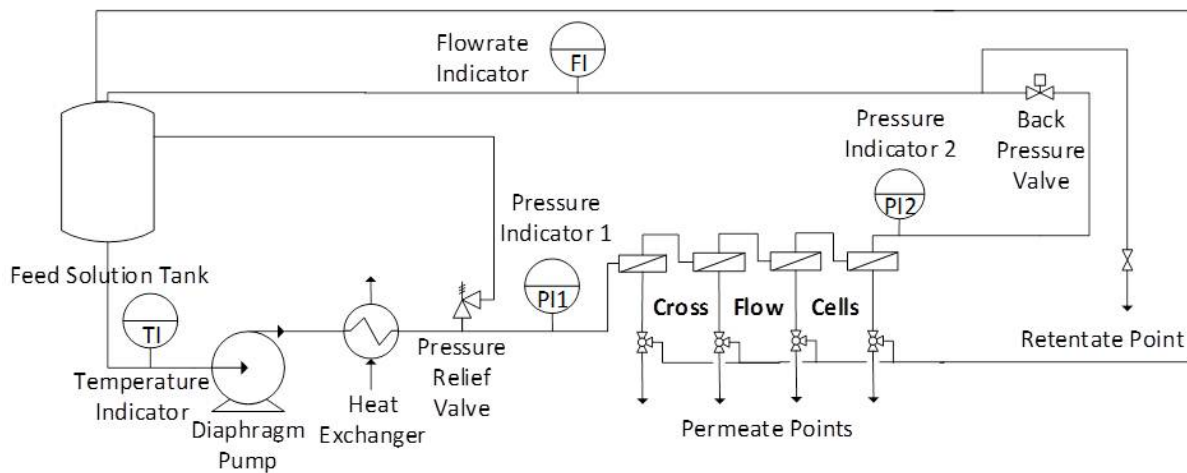 Flowrate
Indicator
FI
Pressure
Indicator 2
Back
Pressure
Valve
PI2
Pressure
Indicator 1
PI1
Feed Solution Tank
TI
Temperature
Indicator
Diaphragm
Pump
Heat
Exchanger
Pressure
Relief
Valve
Cross Flow Cells
Permeate Points
Retentate Point